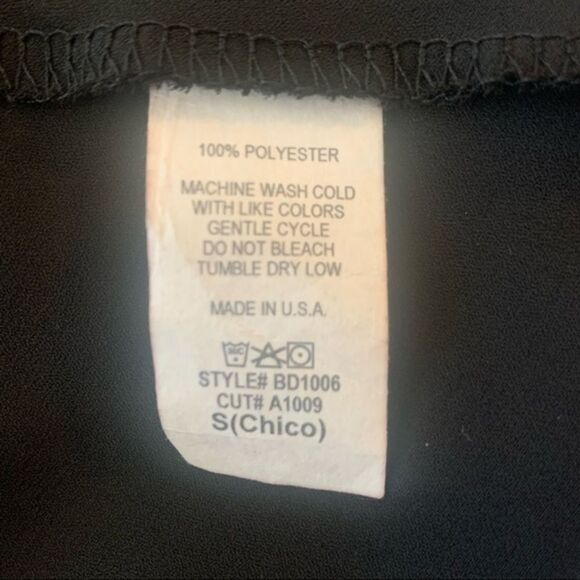 100% POLYESTER
MACHINE WASH COLD
WITH LIKE COLORS
GENTLE CYCLE
DO NOT BLEACH
TUMBLE DRY LOW
MADE IN U.S.A.
STYLE# BD1006
CUT# A1009
S(Chico)